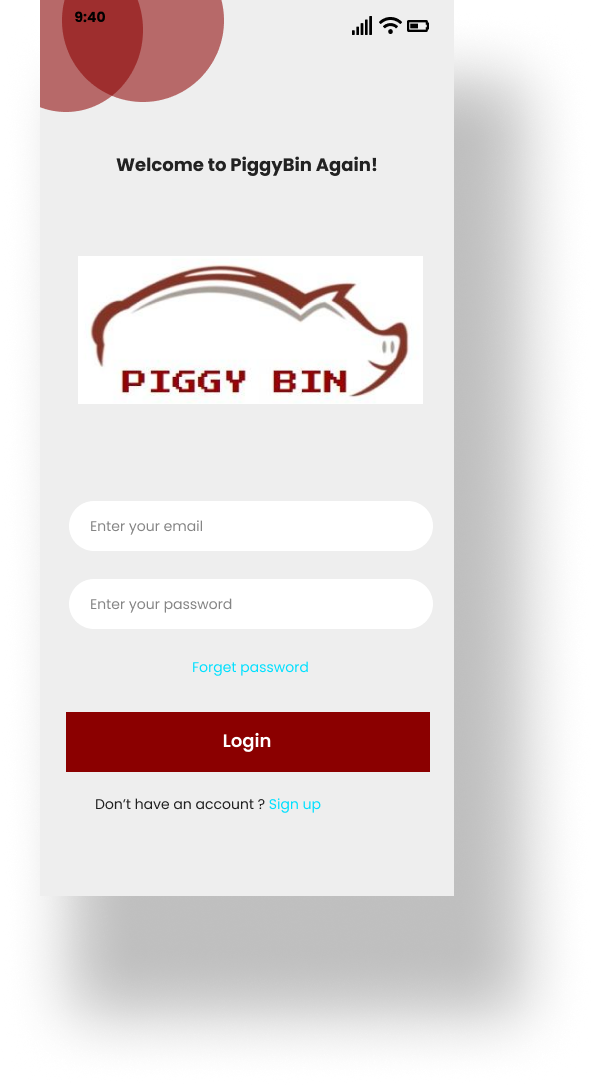 9:40
Welcome to PiggyBin Again!
PIGGY BIN
Enter your email
Enter your password
Forget password
Login
Don’t have an account ? Sign up